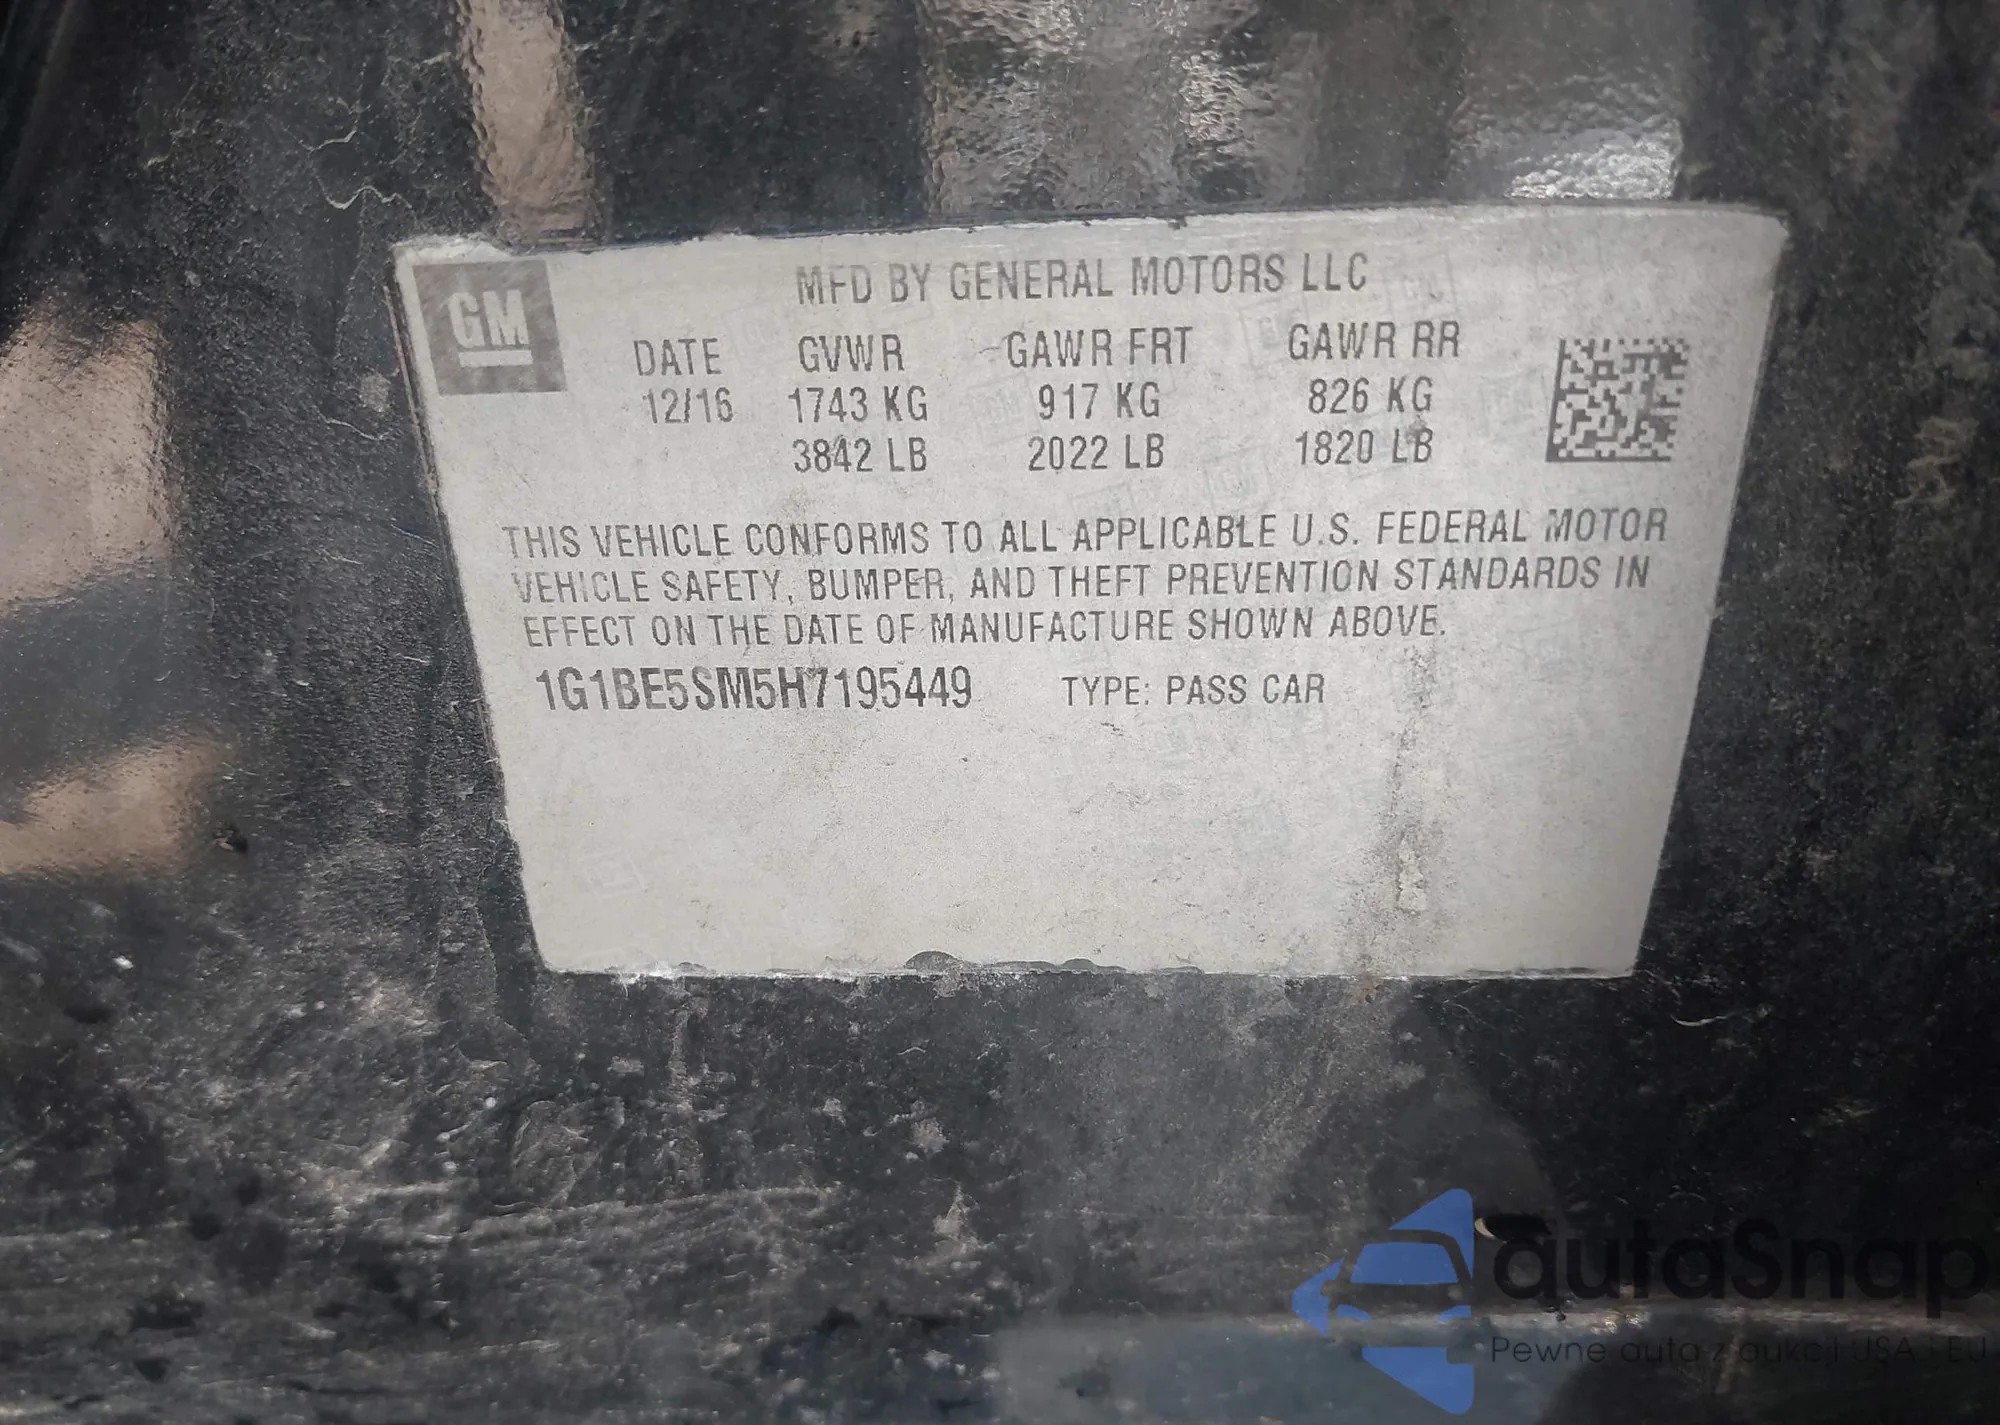 GM
MFD BY GENERAL MOTORS LLC
DATE GVWR GAWR FRT GAWR RR
12/16 1743 KG 917 KG 826 KG
3842 LB 2022 LB 1820 LB
THIS VEHICLE CONFORMS TO ALL APPLICABLE U.S. FEDERAL MOTOR
VEHICLE SAFETY, BUMPER, AND THEFT PREVENTION STANDARDS IN
EFFECT ON THE DATE OF MANUFACTURE SHOWN ABOVE.
1G1BE5SM5H7195449 TYPE: PASS CAR
autaSnap
Pewne auta z aukcji USA i EU